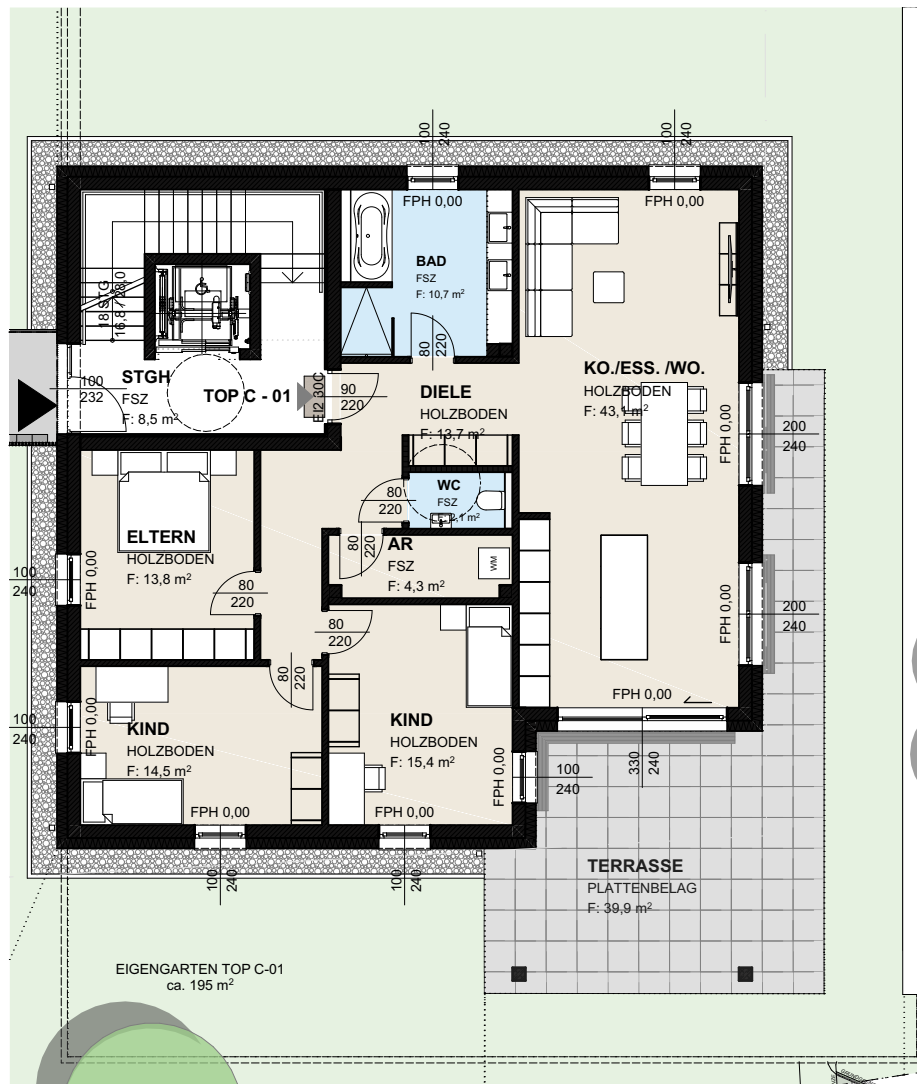 100
240
100
240
FPH 0,00
FPH 0,00
BAD
FSZ
F: 10,7 m²
18 STG
16,8 / 28,0
80
220
STGH
FSZ
F: 8,5 m²
100
232
TOP C - 01
EI2 30C
90
220
DIELE
HOLZBODEN
F: 13,7 m²
KO./ESS. /WO.
HOLZBODEN
F: 43,1 m²
FPH 0,00
200
240
WC
FSZ
F: 2,1 m²
80
220
ELTERN
HOLZBODEN
F: 13,8 m²
FPH 0,00
100
240
80
220
80
220
AR
FSZ
F: 4,3 m²
WM
FPH 0,00
200
240
80
220
80
220
FPH 0,00
KIND
HOLZBODEN
F: 14,5 m²
FPH 0,00
100
240
FPH 0,00
KIND
HOLZBODEN
F: 15,4 m²
FPH 0,00
FPH 0,00
100
240
330
240
100
240
100
240
TERRASSE
PLATTENBELAG
F: 39,9 m²
EIGENGARTEN TOP C-01
ca. 195 m²